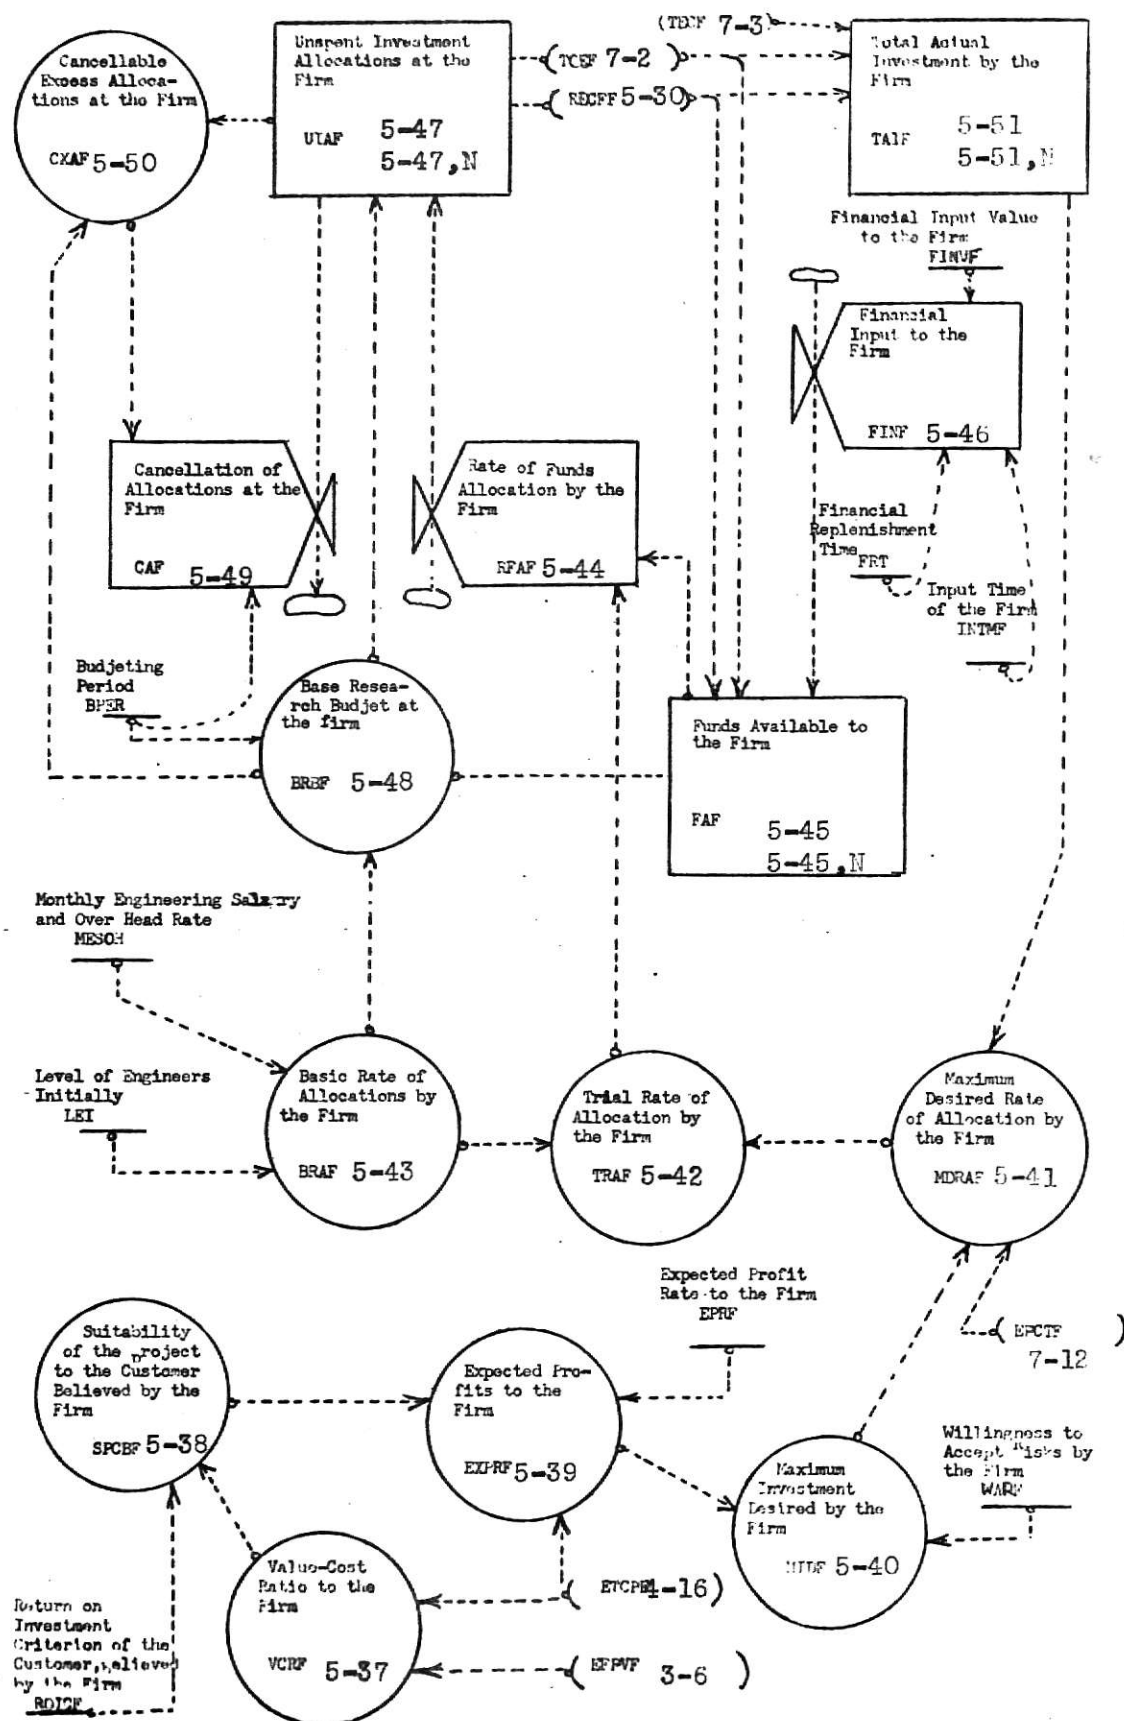 (TECF 7-3)
Cancellable
Excess Alloca-
tions at the Firm
CXAF 5-50
Unspent Investment
Allocations at the
Firm
UIAF 5-47
5-47,N
(TCEF 7-2)
(RECFF 5-30)
Total Actual
Investment by the
Firm
TAIF 5-51
5-51,N
Financial Input Value
to the Firm
FINVF
Financial
Input to the
Firm
FINF 5-46
Cancellation of
Allocations at the
Firm
CAF 5-49
Rate of Funds
Allocation by the
Firm
RFAF 5-44
Financial
Replenishment
Time
FRT
Input Time
of the Firm
INTMF
Budgeting
Period
BPER
Base Resea-
rch Budjet at
the firm
BRBF 5-48
Funds Available to
the Firm
FAF 5-45
5-45,N
Monthly Engineering Salary
and Over Head Rate
MESOH
Level of Engineers
Initially
LEI
Basic Rate of
Allocations by
the Firm
BRAF 5-43
Trial Rate of
Allocation by
the Firm
TRAF 5-42
Maximum
Desired Rate
of Allocation by
the Firm
MDRAF 5-41
Expected Profit
Rate to the Firm
EPRF
(EPCTF )
7-12
Suitability
of the project
to the Customer
Believed by the
Firm
SPCBF 5-38
Expected Pro-
fits to the
Firm
EXPRF 5-39
Willingness to
Accept Risks by
the Firm
WARF
Maximum
Investment
Desired by the
Firm
MIDF 5-40
Value-Cost
Ratio to the
Firm
VCRF 5-37
(ETCPF 4-16)
(EFPVF 3-6 )
Return on
Investment
Criterion of the
Customer, believed
by the Firm
ROICF